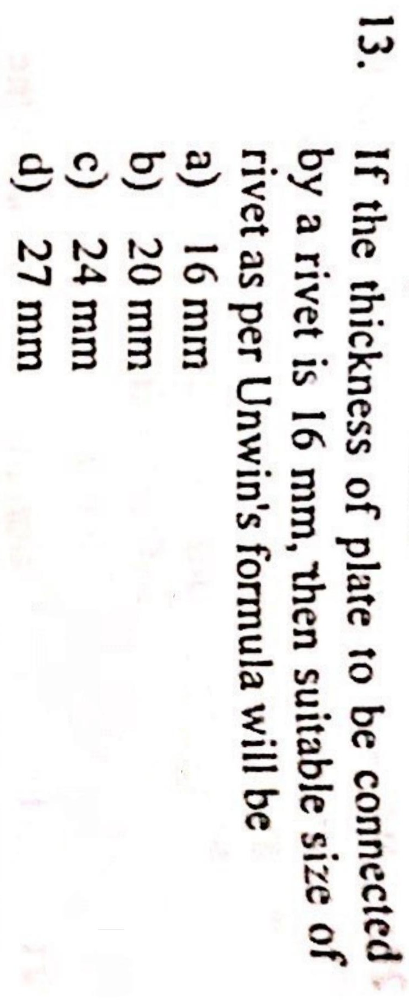 13. If the thickness of plate to be connected
by a rivet is 16 mm, then suitable size of
rivet as per Unwin's formula will be
a) 16 mm
b) 20 mm
c) 24 mm
d) 27 mm